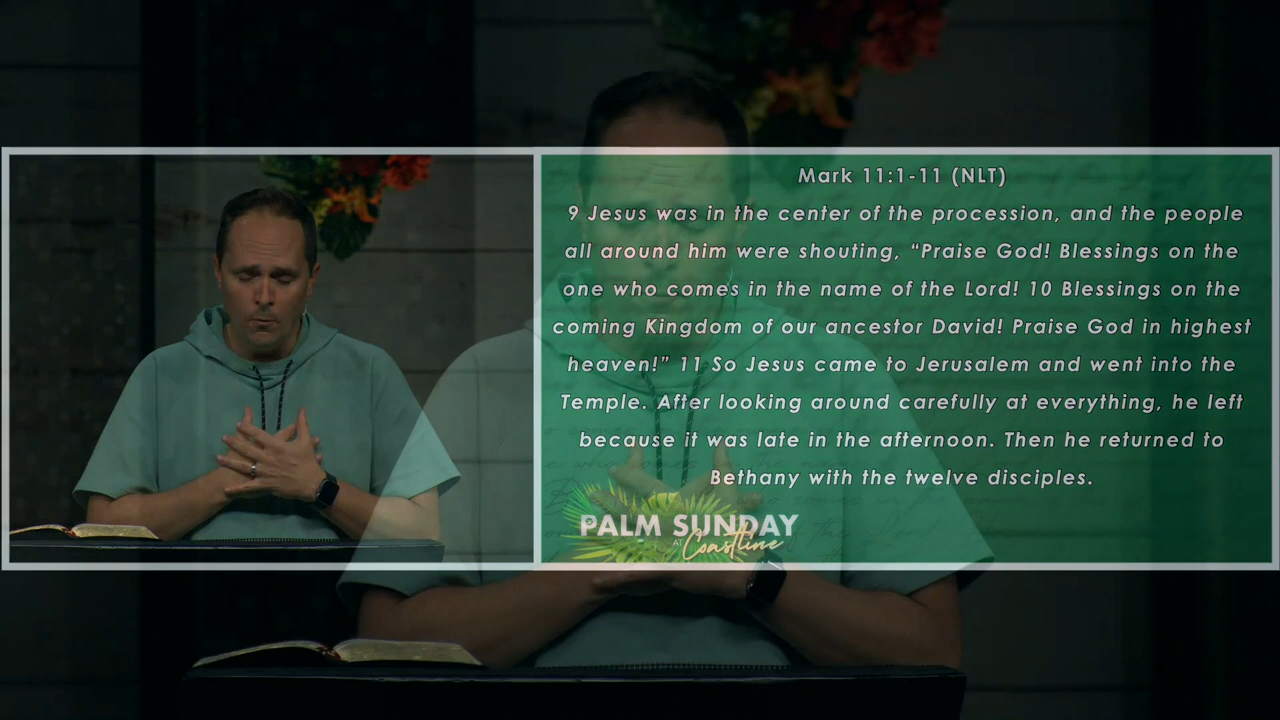 Mark 11:1-11 (NLT)
9 Jesus was in the center of the procession, and the people
all around him were shouting, “Praise God! Blessings on the
one who comes in the name of the Lord! 10 Blessings on the
coming Kingdom of our ancestor David! Praise God in highest
heaven!” 11 So Jesus came to Jerusalem and went into the
Temple. After looking around carefully at everything, he left
because it was late in the afternoon. Then he returned to
Bethany with the twelve disciples.
PALM SUNDAY
AT Coastline